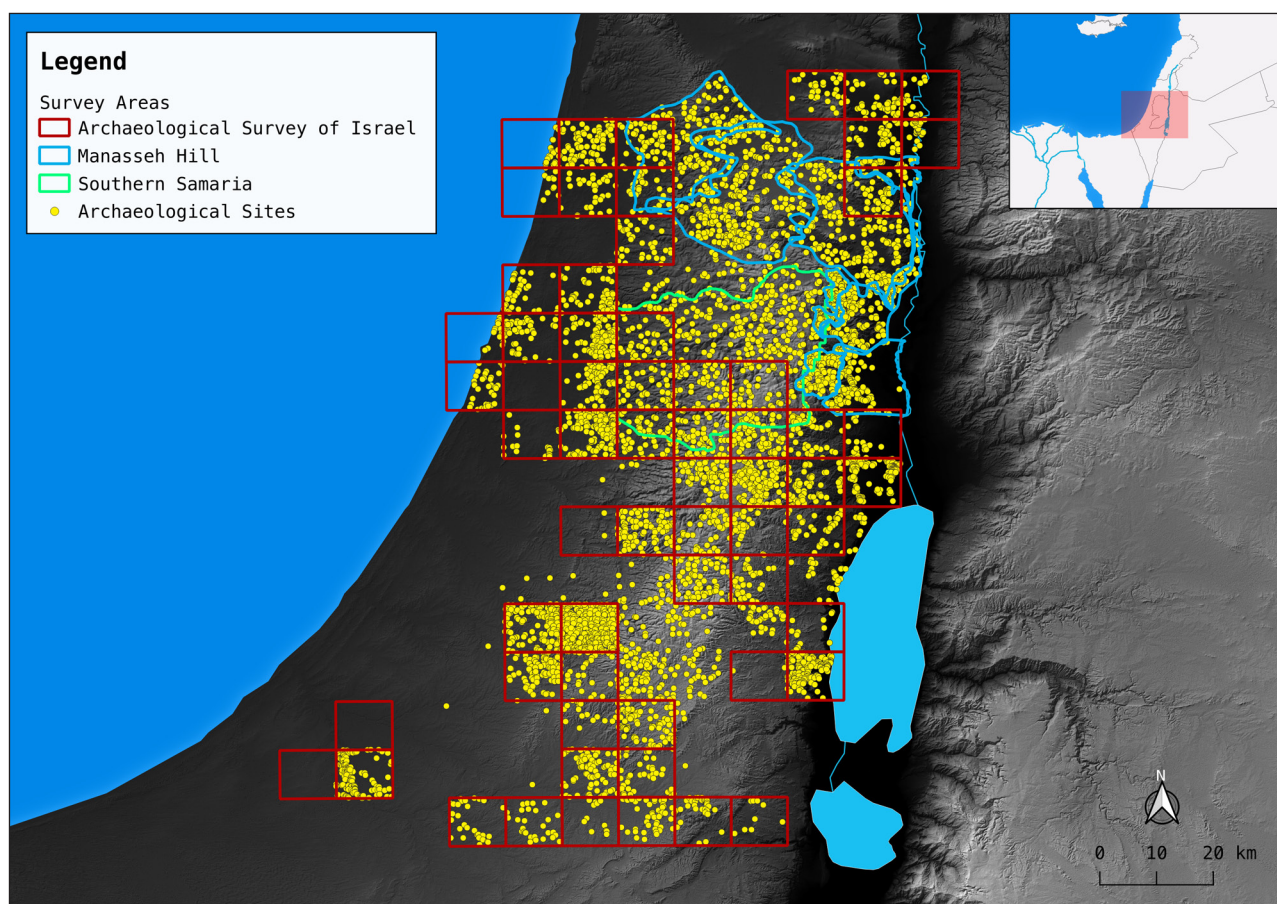 Legend
Survey Areas
Archaeological Survey of Israel
Manasseh Hill
Southern Samaria
Archaeological Sites
N
0 10 20 km